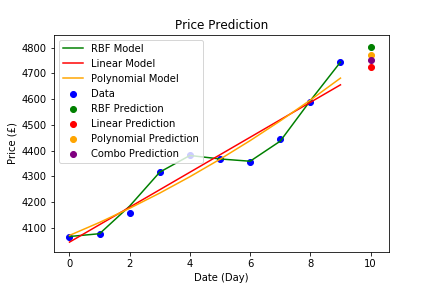 Price Prediction
4800
4700
4600
4500
4400
4300
4200
4100
Price (£)
RBF Model
Linear Model
Polynomial Model
Data
RBF Prediction
Linear Prediction
Polynomial Prediction
Combo Prediction
0 2 4 6 8 10
Date (Day)